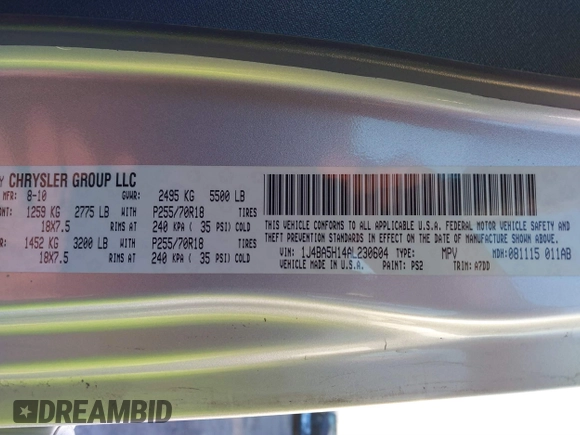 Y CHRYSLER GROUP LLC
MFR: 8-10 GVWR: 2495 KG 5500 LB
NT: 1259 KG 2775 LB WITH P255/70R18 TIRES
18X7.5 RIMS AT 240 KPA ( 35 PSI) COLD
R: 1452 KG 3200 LB WITH P255/70R18 TIRES
18X7.5 RIMS AT 240 KPA ( 35 PSI) COLD
THIS VEHICLE CONFORMS TO ALL APPLICABLE U.S.A. FEDERAL MOTOR VEHICLE SAFETY AND
THEFT PREVENTION STANDARDS IN EFFECT ON THE DATE OF MANUFACTURE SHOWN ABOVE.
VIN: 1J4BA5H14AL230604 TYPE: MPV MDH: 081115 011AB
VEHICLE MADE IN U.S.A. PAINT: PS2 TRIM: A7DD
DREAMBID